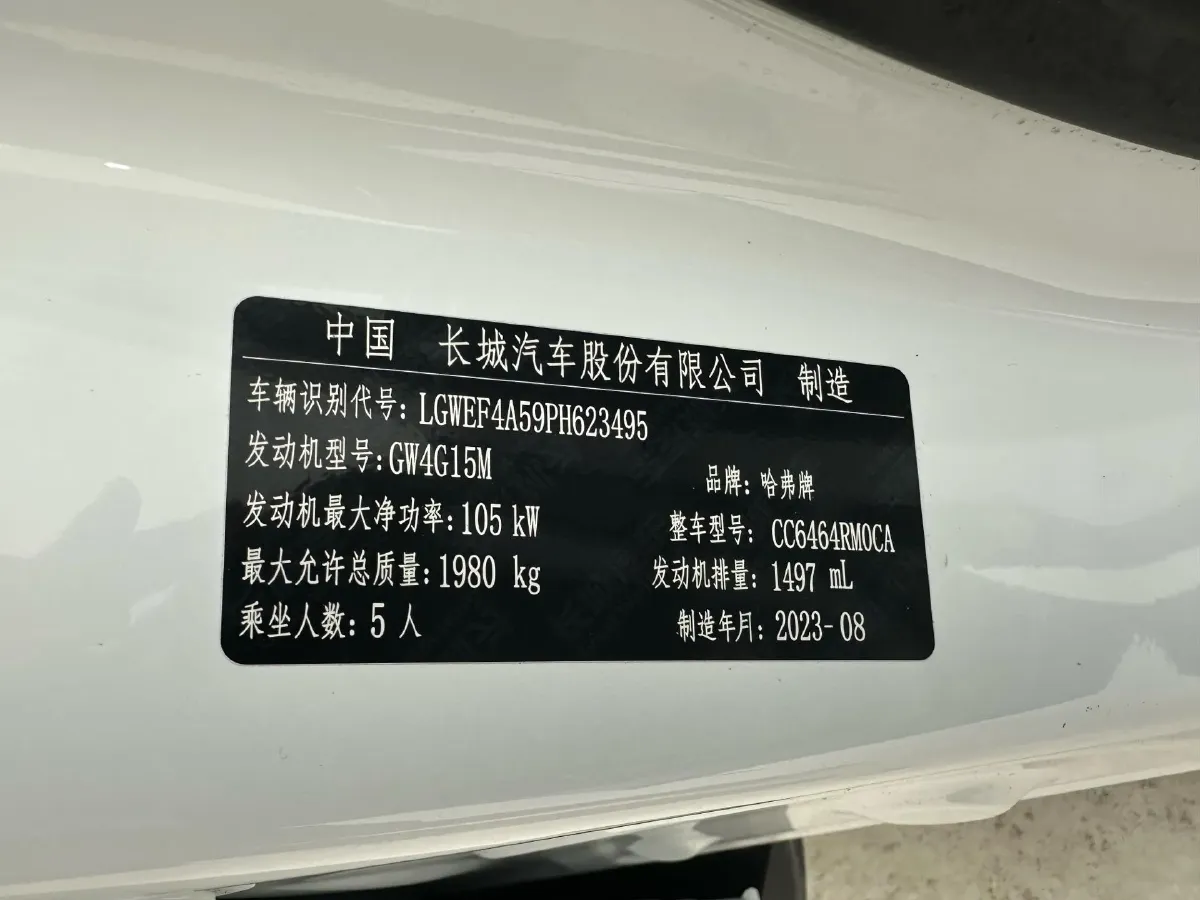 中国 长城汽车股份有限公司 制造
车辆识别代号: LGWEF4A59PH623495
发动机型号:GW4G15M
品牌: 哈弗牌
发动机最大净功率:105 kW
整车型号: CC6464RM0CA
最大允许总质量:1980 kg
发动机排量: 1497 mL
乘坐人数: 5 人
制造年月: 2023-08